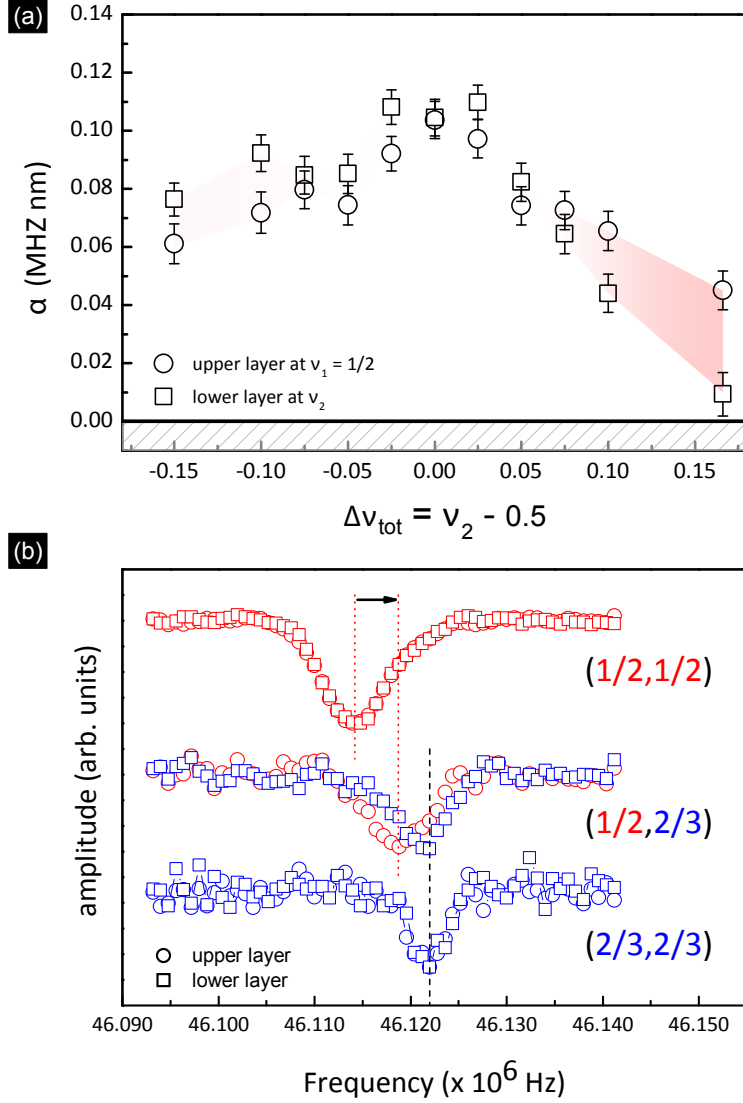 (a)
0.14
0.12
0.10
0.08
0.06
0.04
0.02
0.00
α (MHZ nm)
upper layer at ν₁ = 1/2
lower layer at ν₂
-0.15 -0.10 -0.05 0.00 0.05 0.10 0.15
Δν_tot = ν₂ - 0.5
(b)
amplitude (arb. units)
(1/2,1/2)
(1/2,2/3)
(2/3,2/3)
upper layer
lower layer
46.090 46.100 46.110 46.120 46.130 46.140 46.150
Frequency (x 10⁶ Hz)